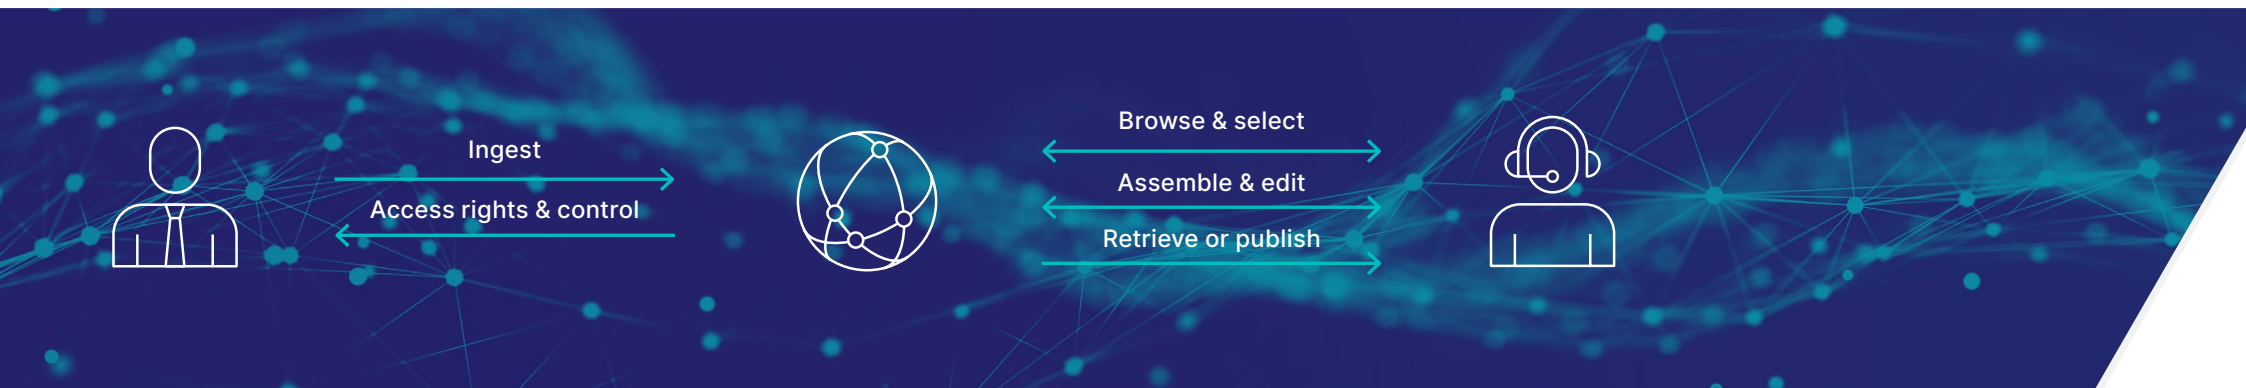 Ingest
Access rights & control
Browse & select
Assemble & edit
Retrieve or publish